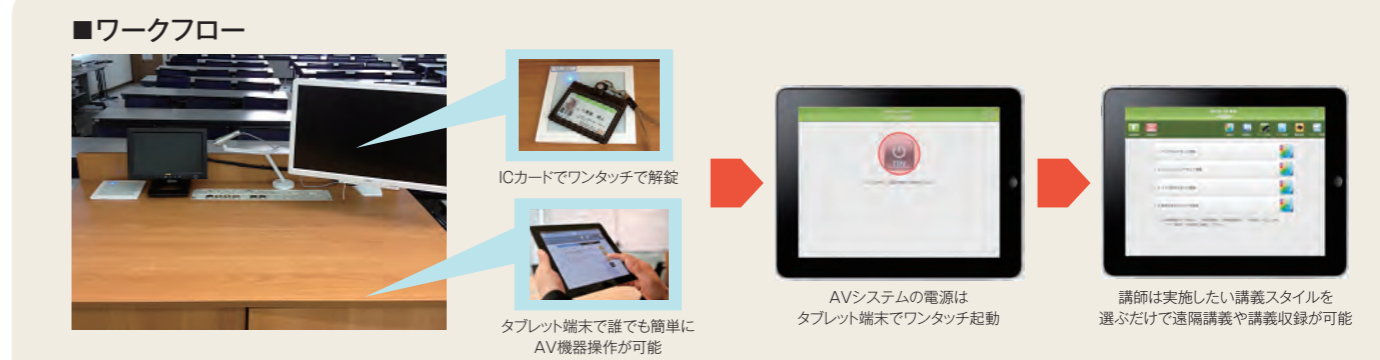 ■ワークフロー
ICカードでワンタッチで解錠
タブレット端末で誰でも簡単に
AV機器操作が可能
AVシステムの電源は
タブレット端末でワンタッチ起動
講師は実施したい講義スタイルを
選ぶだけで遠隔講義や講義収録が可能